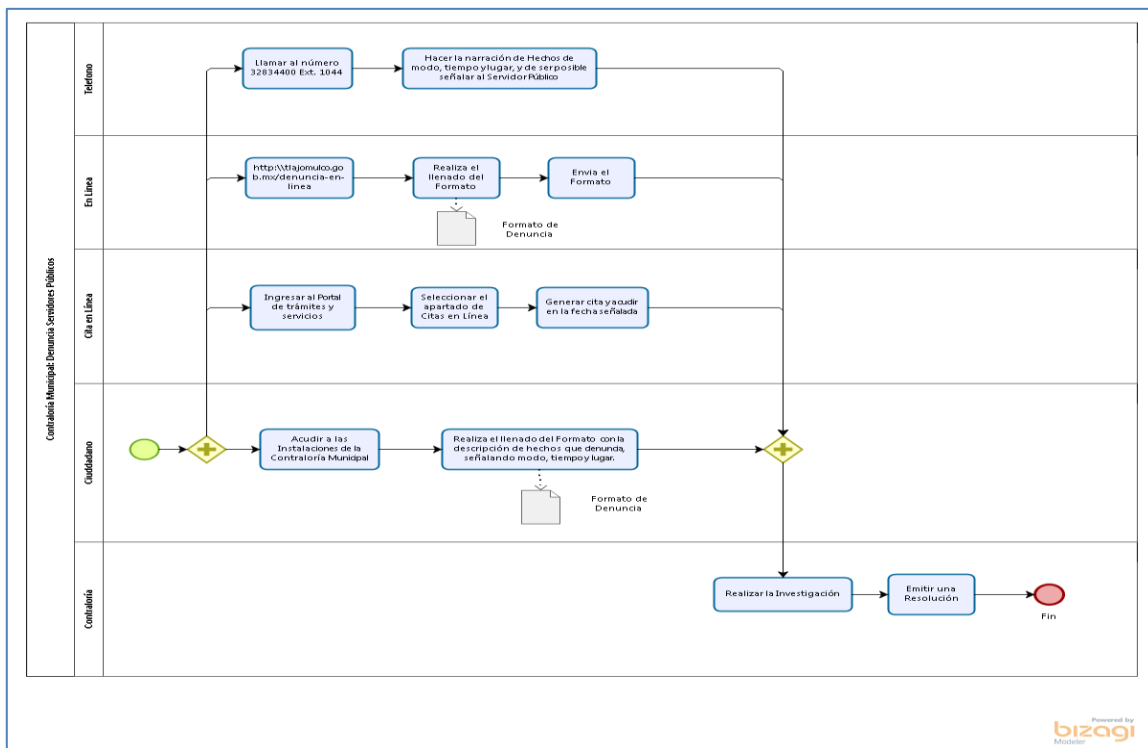 Contraloría Municipal: Denuncia Servidores Públicos
Telefono
Llamar al número
32834400 Ext. 1044
Hacer la narración de Hechos de
modo, tiempo y lugar, y de ser posible
señalar al Servidor Público
En Linea
http:\\tlajomulco.go
b.mx/denuncia-en-
linea
Realiza el
llenado del
Formato
Envia el
Formato
Formato de
Denuncia
Cita en Línea
Ingresar al Portal
de trámites y
servicios
Seleccionar el
apartado de
Citas en Línea
Generar cita y acudir
en la fecha señalada
Ciuddadano
Acudir a las
Instalaciones de la
Contraloría Municipal
Realiza el llenado del Formato con la
descripción de hechos que denunda,
señalando modo, tiempo y lugar.
Formato de
Denuncia
Contraloría
Realizar la Investigación
Emitir una
Resolución
Fin
Powered by
bizagi
Modeler